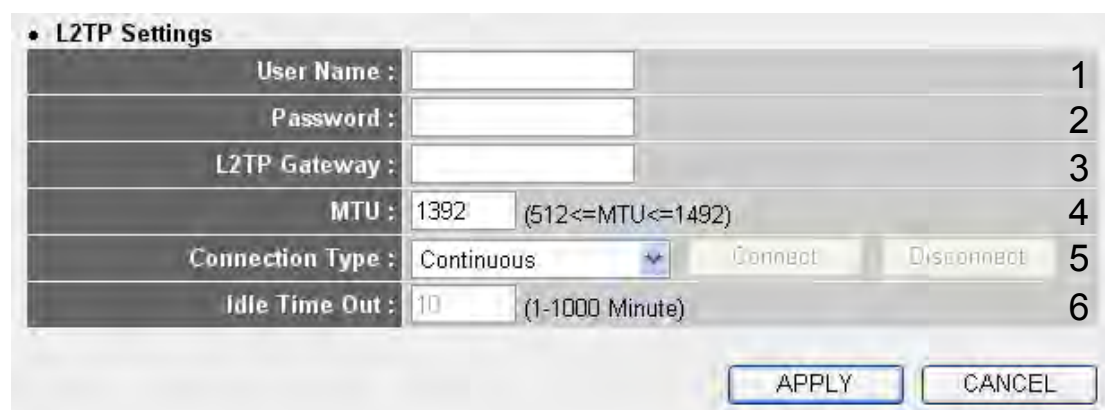 • L2TP Settings
User Name : 1
Password : 2
L2TP Gateway : 3
MTU : 1392 (512<=MTU<=1492) 4
Connection Type : Continuous Connect Disconnect 5
Idle Time Out : 10 (1-1000 Minute) 6
APPLY CANCEL